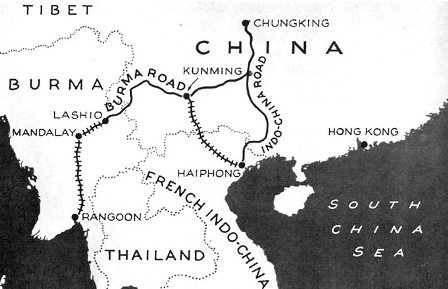 TIBET
CHUNGKING
CHINA
BURMA
BURMA ROAD
KUNMING
INDO-CHINA ROAD
LASHIO
MANDALAY
HONG KONG
HAIPHONG
FRENCH INDO-CHINA
RANGOON
SOUTH
CHINA
SEA
THAILAND